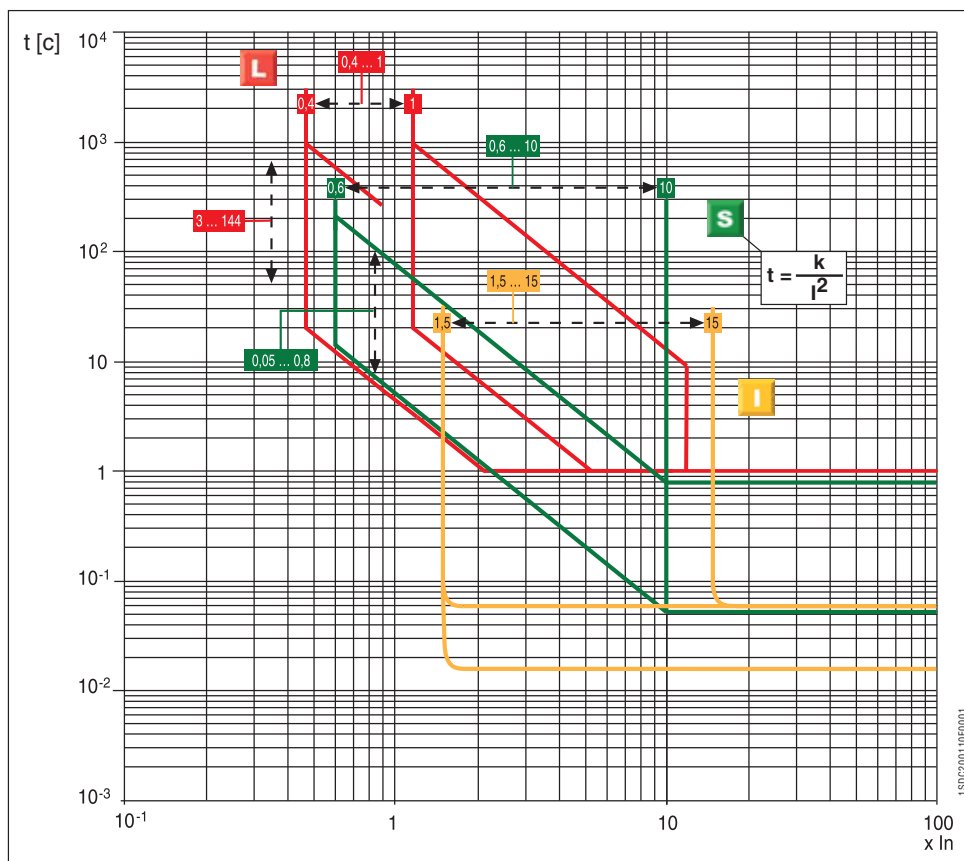 t [c]
10⁴
L
0,4 ... 1
0,4
1
10³
0,6 ... 10
0,6
10
3 ... 144
S
10²
t = k / I²
1,5 ... 15
1,5
15
0,05 ... 0,8
10
I
1
10⁻¹
10⁻²
10⁻³
10⁻¹
1
10
100
x In
1SDC200110F0001